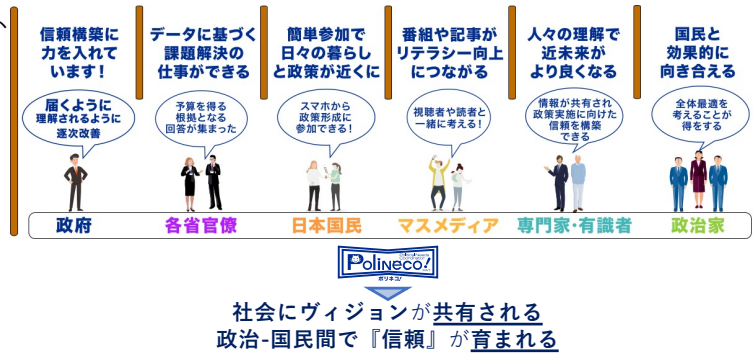 信頼構築に
力を入れて
います！
データに基づく
課題解決の
仕事ができる
簡単参加で
日々の暮らし
と政策が近くに
番組や記事が
リテラシー向上
につながる
人々の理解で
近未来が
より良くなる
国民と
効果的に
向き合える
届くように
理解されるように
逐次改善
予算を得る
根拠となる
回答が集まった
スマホから
政策形成に
参加できる！
視聴者や読者と
一緒に考える！
情報が共有され
政策実施に向けた
信頼を構築
できる
全体最適を
考えることが
得をする
政府
各省官僚
日本国民
マスメディア
専門家・有識者
政治家
Polineco!
ポリネコ!
社会にヴィジョンが共有される
政治-国民間で『信頼』が育まれる